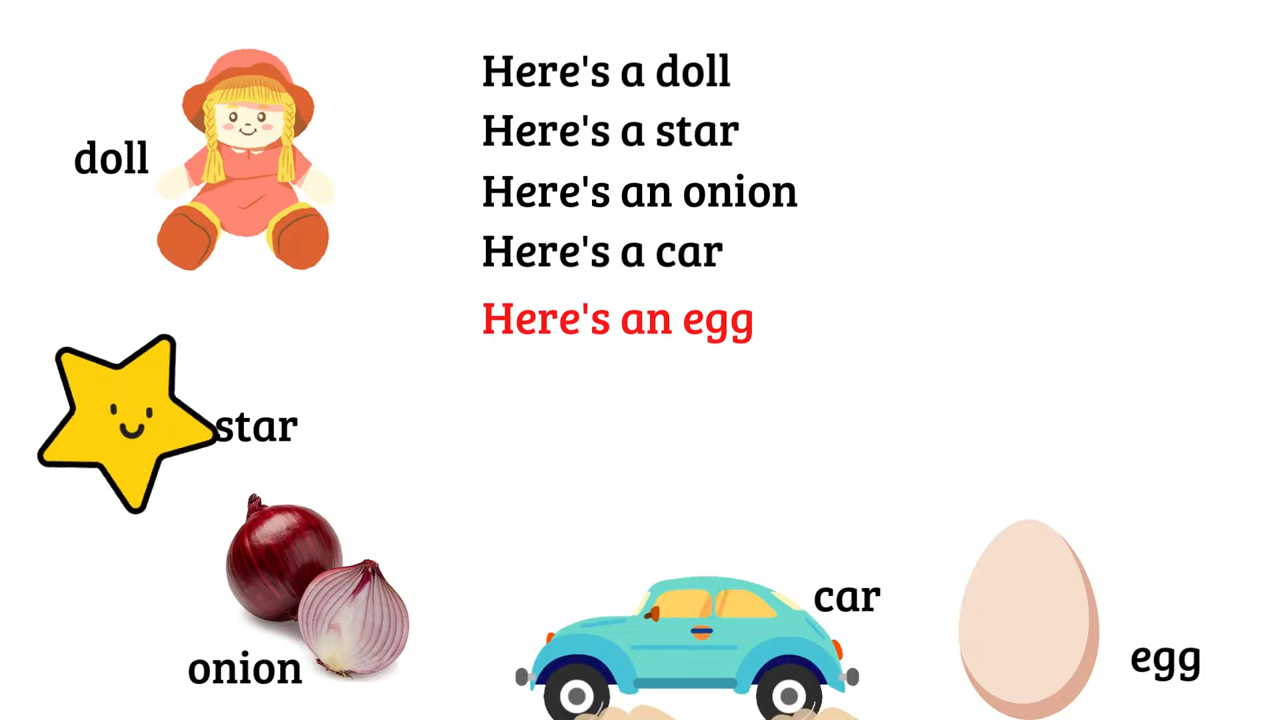 doll
Here's a doll
Here's a star
Here's an onion
Here's a car
Here's an egg
star
onion
car
egg